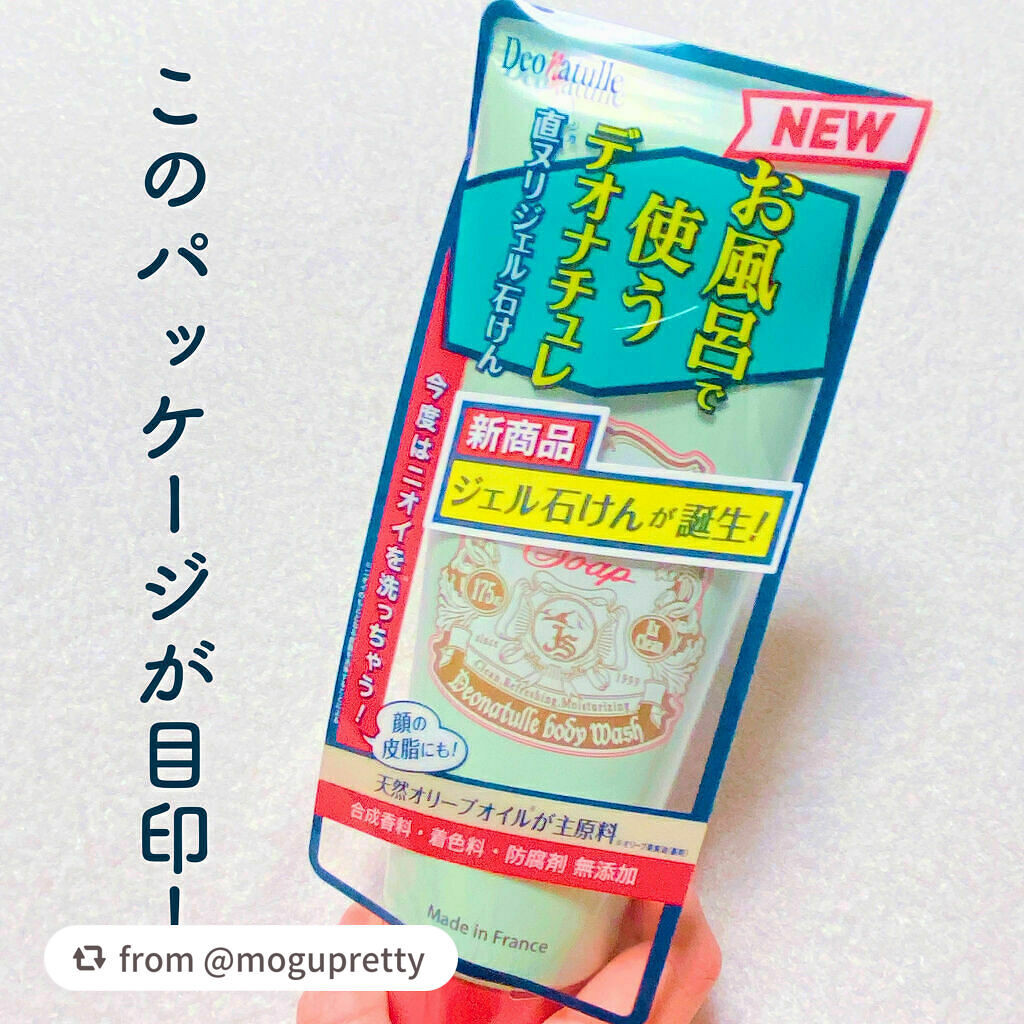 このパッケージが目印！
Deonatulle
NEW
お風呂で
使う
デオナチュレ
直ヌリジェル石けん
新商品
ジェル石けんが誕生！
今度はニオイを洗っちゃう！
Soap
175
since
1999
Clean.Refreshing.Moisturizing
Deonatulle body Wash
顔の
皮脂にも！
天然オリーブオイルが主原料
合成香料・着色料・防腐剤 無添加
Made in France
from @mogupretty